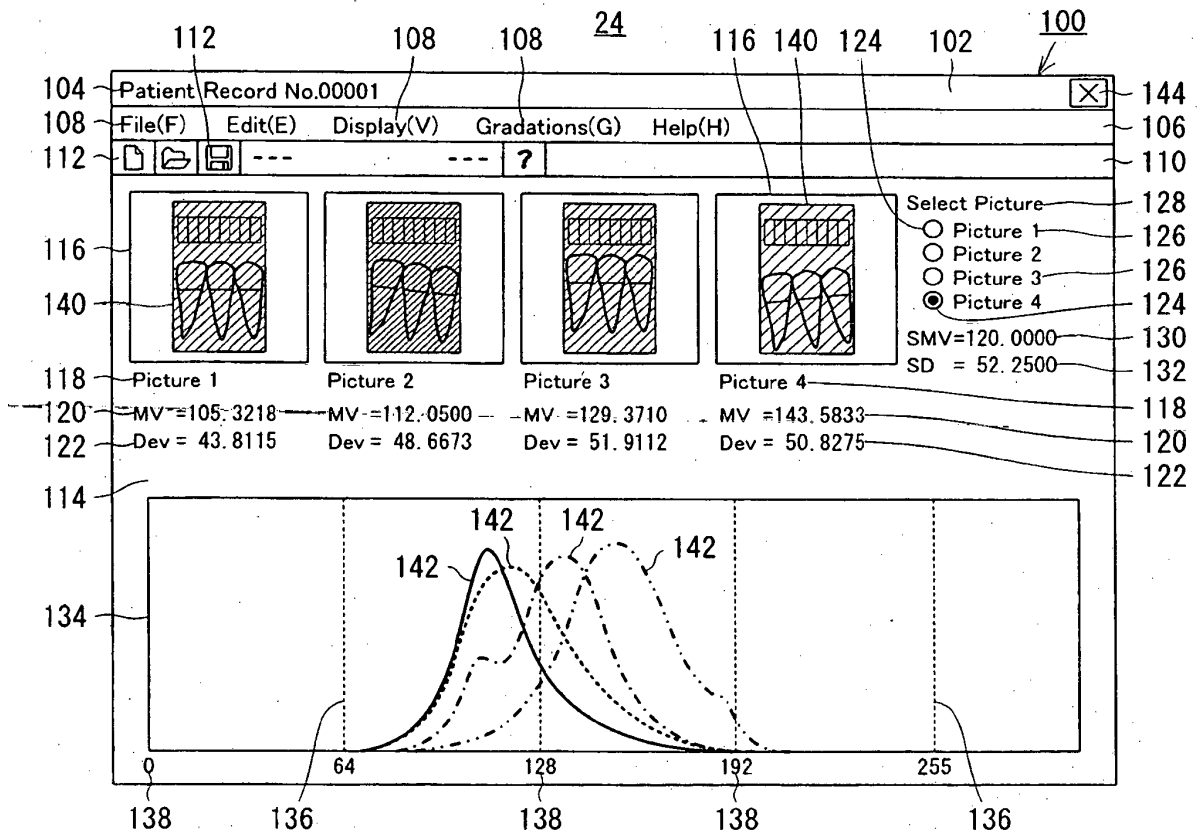 24
100
112 108 108 116 140 124 102
104 Patient Record No.00001 144
108 File(F) Edit(E) Display(V) Gradations(G) Help(H) 106
112 --- --- ? 110
Select Picture 128
Picture 1 126
116 Picture 2
Picture 3 126
140 Picture 4 124
SMV=120.0000 130
SD = 52.2500 132
118 Picture 1 Picture 2 Picture 3 Picture 4 118
120 MV =105.3218 MV =112.0500 MV =129.3710 MV =143.5833 120
122 Dev = 43.8115 Dev = 48.6673 Dev = 51.9112 Dev = 50.8275 122
114
142 142 142 142
134
0 64 128 192 255
138 136 138 138 136